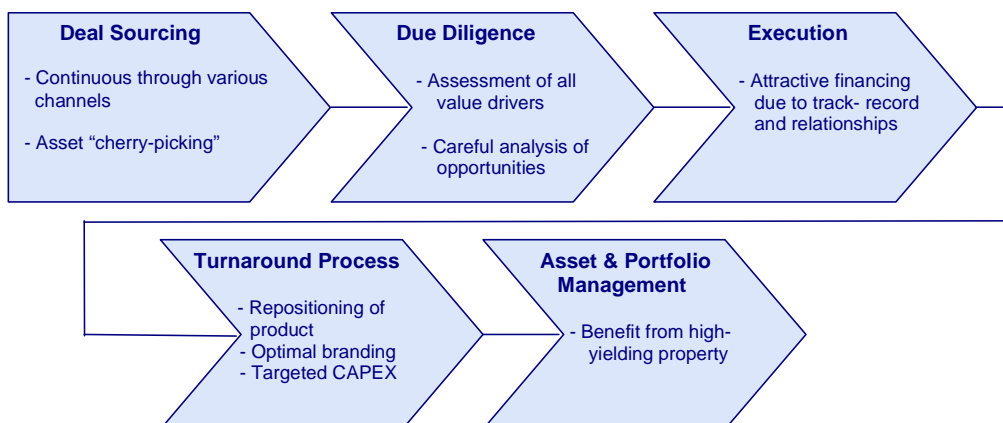 Deal Sourcing
- Continuous through various
channels
- Asset “cherry-picking”
Due Diligence
- Assessment of all
value drivers
- Careful analysis of
opportunities
Execution
- Attractive financing
due to track- record
and relationships
Turnaround Process
- Repositioning of
product
- Optimal branding
- Targeted CAPEX
Asset & Portfolio
Management
- Benefit from high-
yielding property